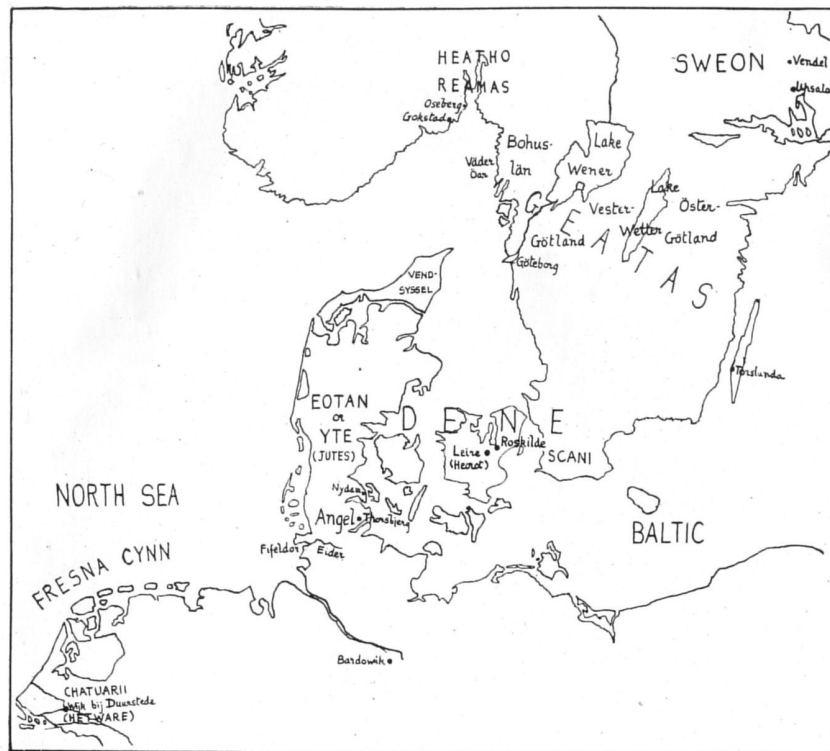 HEATHO
REAMAS
SWEON
Vendel
Upsala
Oseberg
Gokstad
Bohus-
län
Väder
Öar
Lake
Wener
Lake
Wetter
Vester-
Götland
Öster-
Götland
GEATAS
Göteborg
VEND-
SYSSEL
Torslunda
EOTAN
or
YTE
(JUTES)
DENE
Leire
(Heorot)
Roskilde
SCANI
Nydam
Angel
Thorsbjerg
NORTH SEA
BALTIC
Fifeldor
Eider
FRESNA CYNN
Bardowik
CHATUARII
Wijk bij Duurstede
(HETWARE)